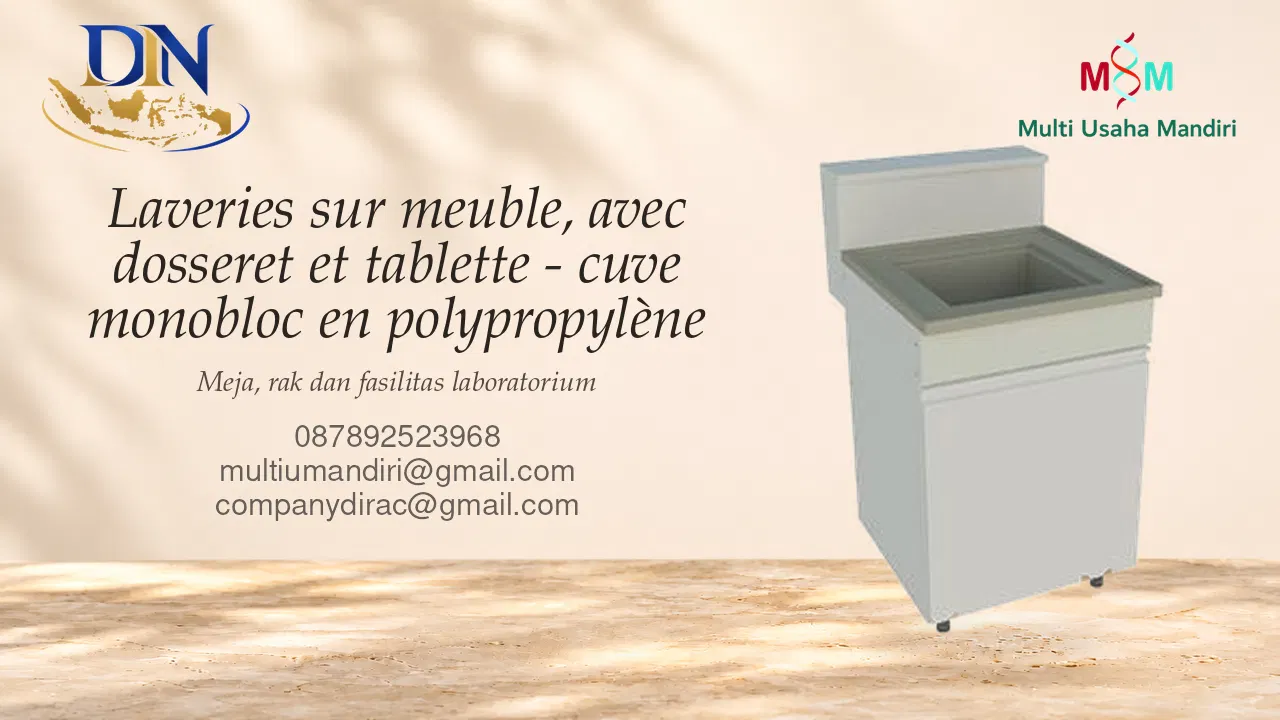 DIN
M M
Multi Usaha Mandiri
Laveries sur meuble, avec
dosseret et tablette - cuve
monobloc en polypropylène
Meja, rak dan fasilitas laboratorium
087892523968
multiumandiri@gmail.com
companydirac@gmail.com